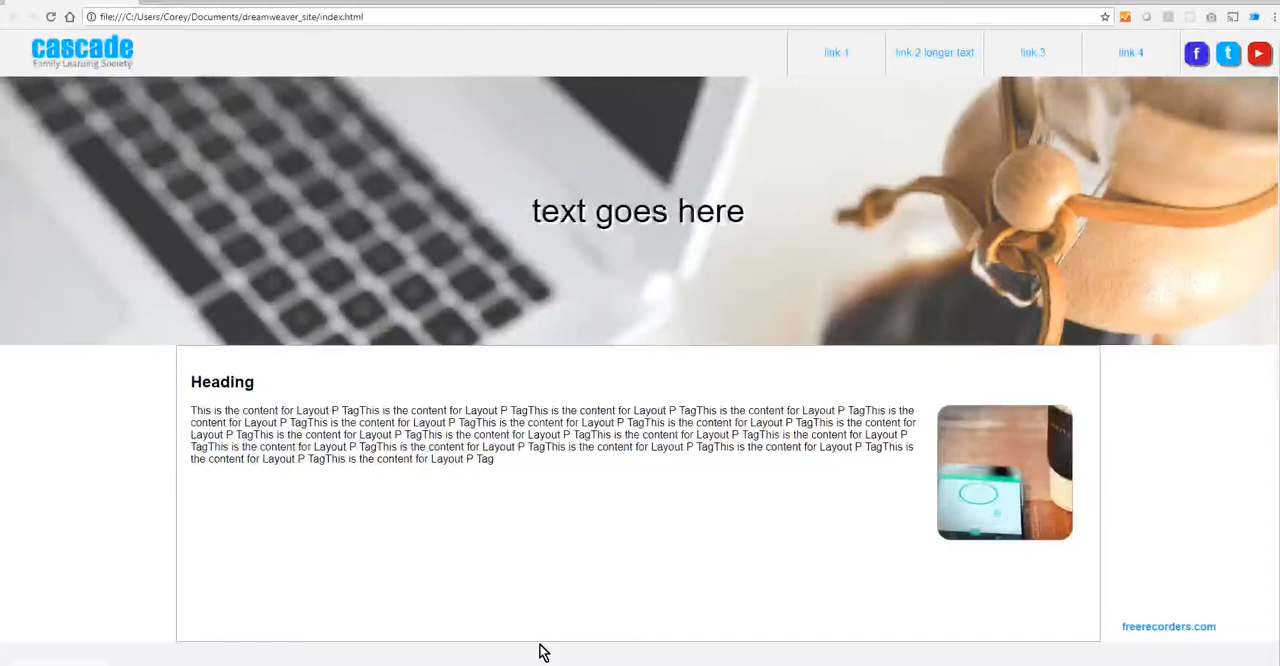 file:///C:/Users/Corey/Documents/dreamweaver_site/index.html
cascade
Family Learning Society
link 1
link 2 longer text
link 3
link 4
f
t
text goes here
Heading
This is the content for Layout P TagThis is the content for Layout P TagThis is the content for Layout P TagThis is the content for Layout P TagThis is the
content for Layout P TagThis is the content for Layout P TagThis is the content for Layout P TagThis is the content for Layout P TagThis is the content for
Layout P TagThis is the content for Layout P TagThis is the content for Layout P TagThis is the content for Layout P TagThis is the content for Layout P
TagThis is the content for Layout P TagThis is the content for Layout P TagThis is the content for Layout P TagThis is the content for Layout P TagThis is
the content for Layout P TagThis is the content for Layout P Tag
freerecorders.com